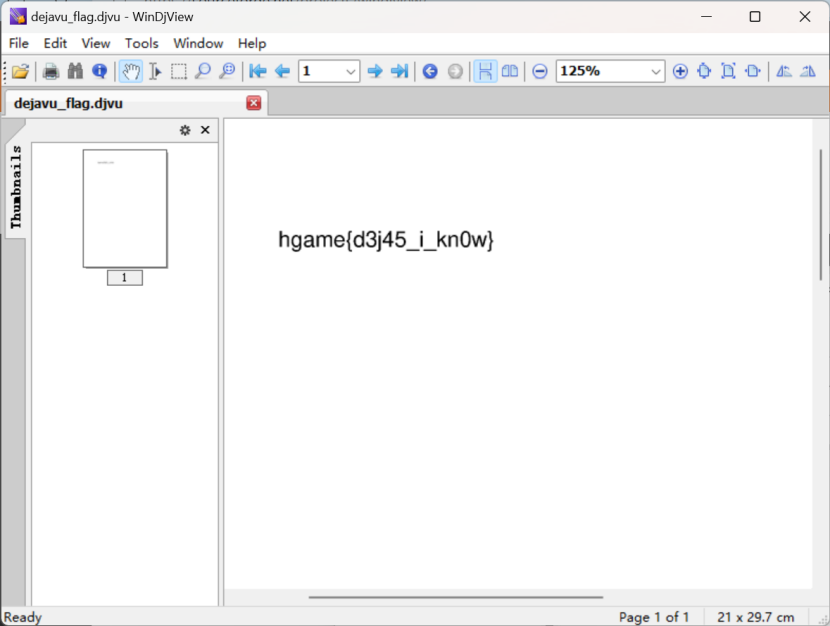 dejavu_flag.djvu - WinDjView
File Edit View Tools Window Help
1 125%
dejavu_flag.djvu
Thumbnails
1
hgame{d3j45_i_kn0w}
Ready Page 1 of 1 21 x 29.7 cm